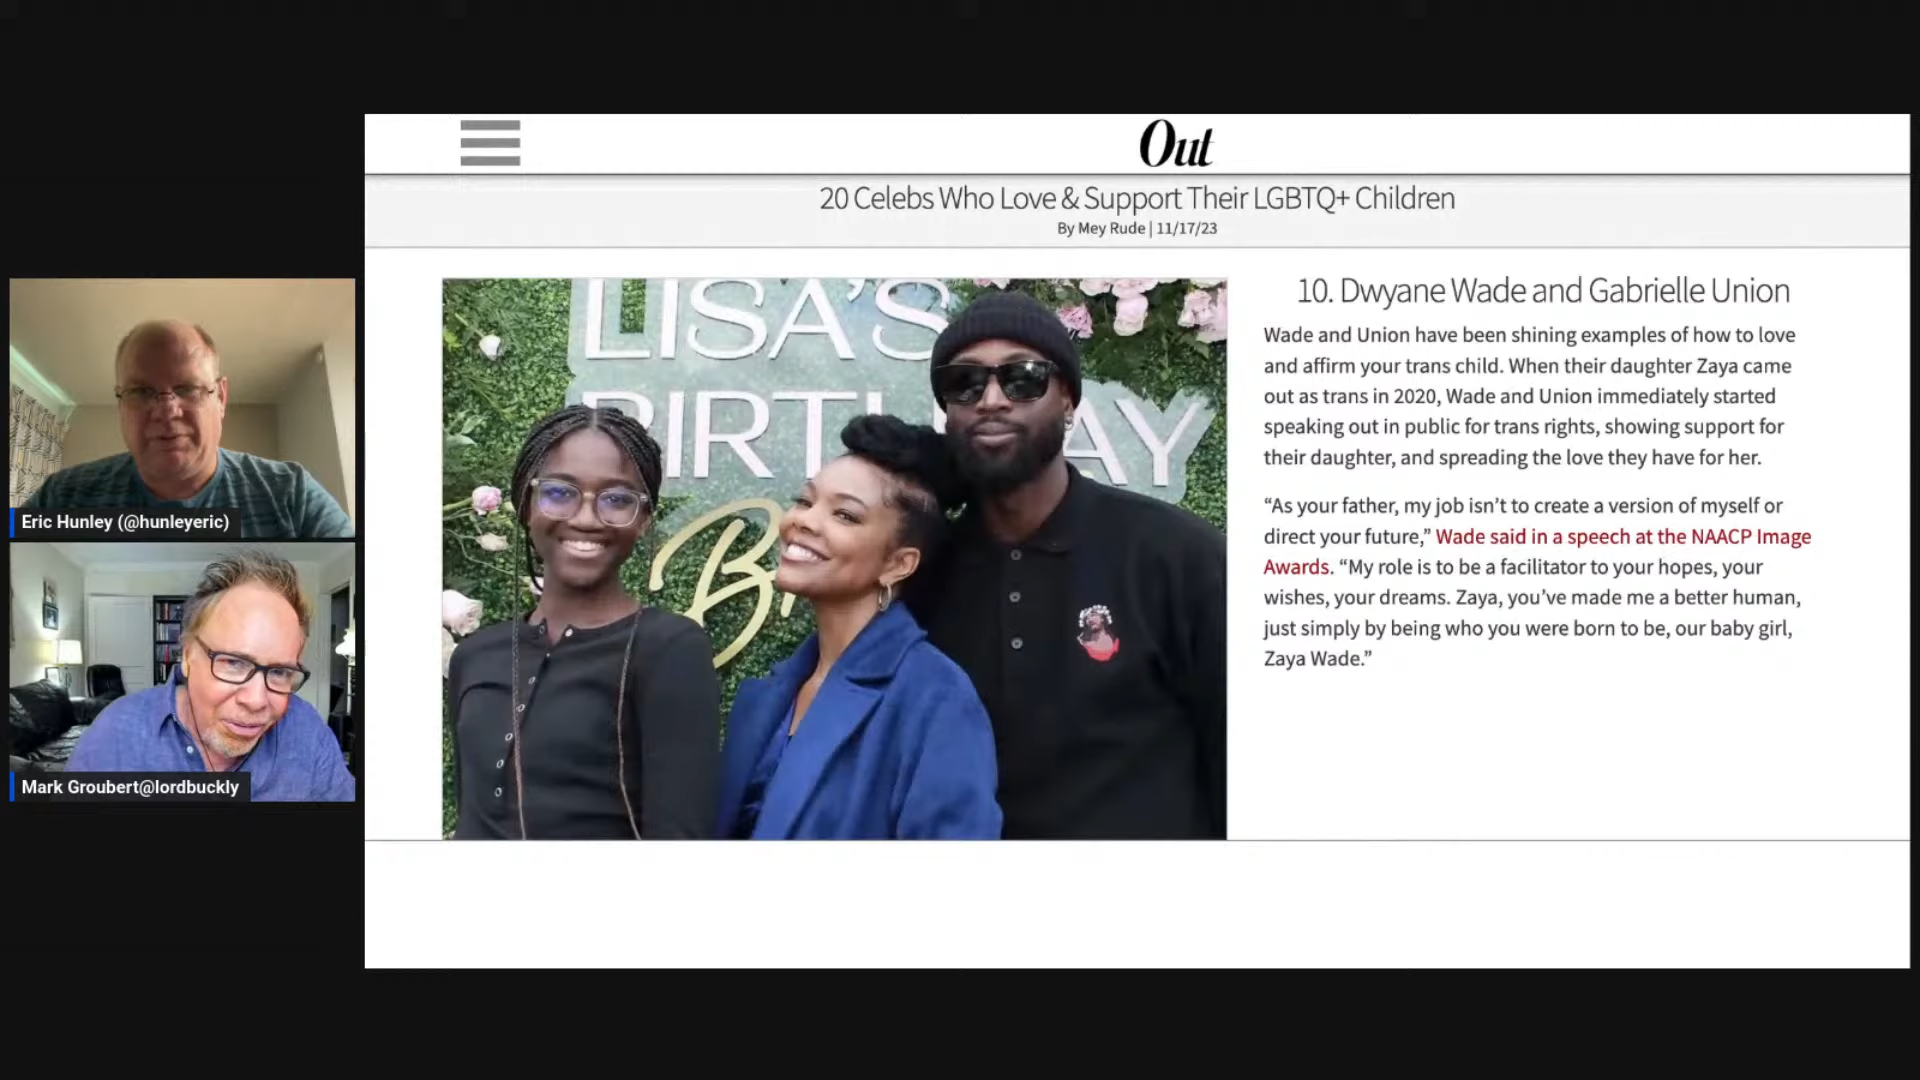 Out
20 Celebs Who Love & Support Their LGBTQ+ Children
By Mey Rude | 11/17/23
LISA'S
BIRTHDAY
10. Dwyane Wade and Gabrielle Union
Wade and Union have been shining examples of how to love
and affirm your trans child. When their daughter Zaya came
out as trans in 2020, Wade and Union immediately started
speaking out in public for trans rights, showing support for
their daughter, and spreading the love they have for her.
“As your father, my job isn’t to create a version of myself or
direct your future,” Wade said in a speech at the NAACP Image
Awards. “My role is to be a facilitator to your hopes, your
wishes, your dreams. Zaya, you’ve made me a better human,
just simply by being who you were born to be, our baby girl,
Zaya Wade.”
Eric Hunley (@hunleyeric)
Mark Groubert@lordbuckly